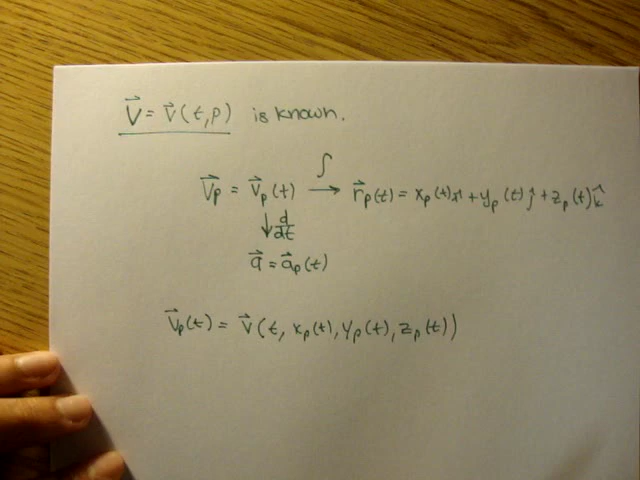 V⃗ = v⃗(t,p) is known.
∫
V⃗p = v⃗p(t) → r⃗p(t) = xp(t)î + yp(t)ĵ + zp(t)k̂
↓ d/dt
a⃗ = a⃗p(t)
V⃗p(t) = v⃗(t, xp(t), yp(t), zp(t))